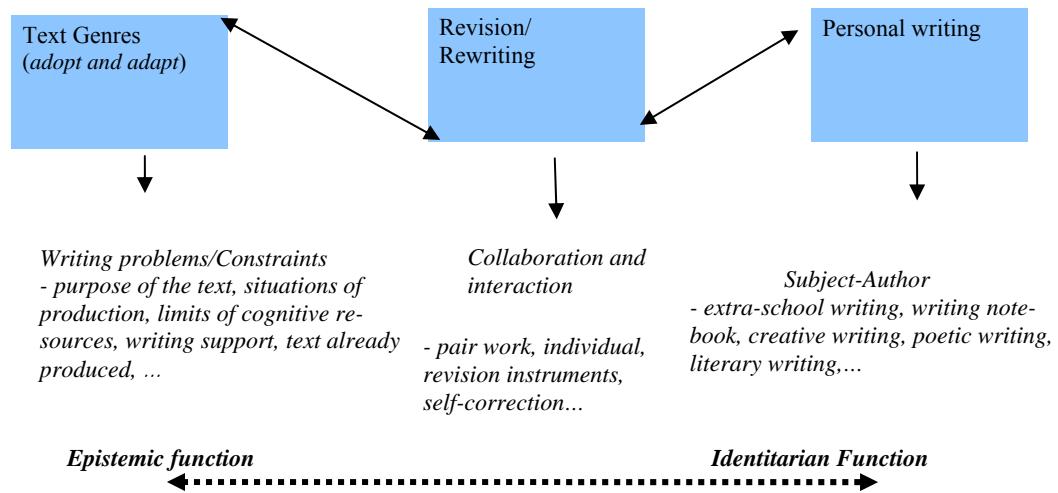 Text Genres
(adopt and adapt)
Revision/
Rewriting
Personal writing
Writing problems/Constraints
- purpose of the text, situations of
production, limits of cognitive re-
sources, writing support, text already
produced, …
Collaboration and
interaction
- pair work, individual,
revision instruments,
self-correction…
Subject-Author
- extra-school writing, writing note-
book, creative writing, poetic writing,
literary writing,…
Epistemic function
Identitarian Function